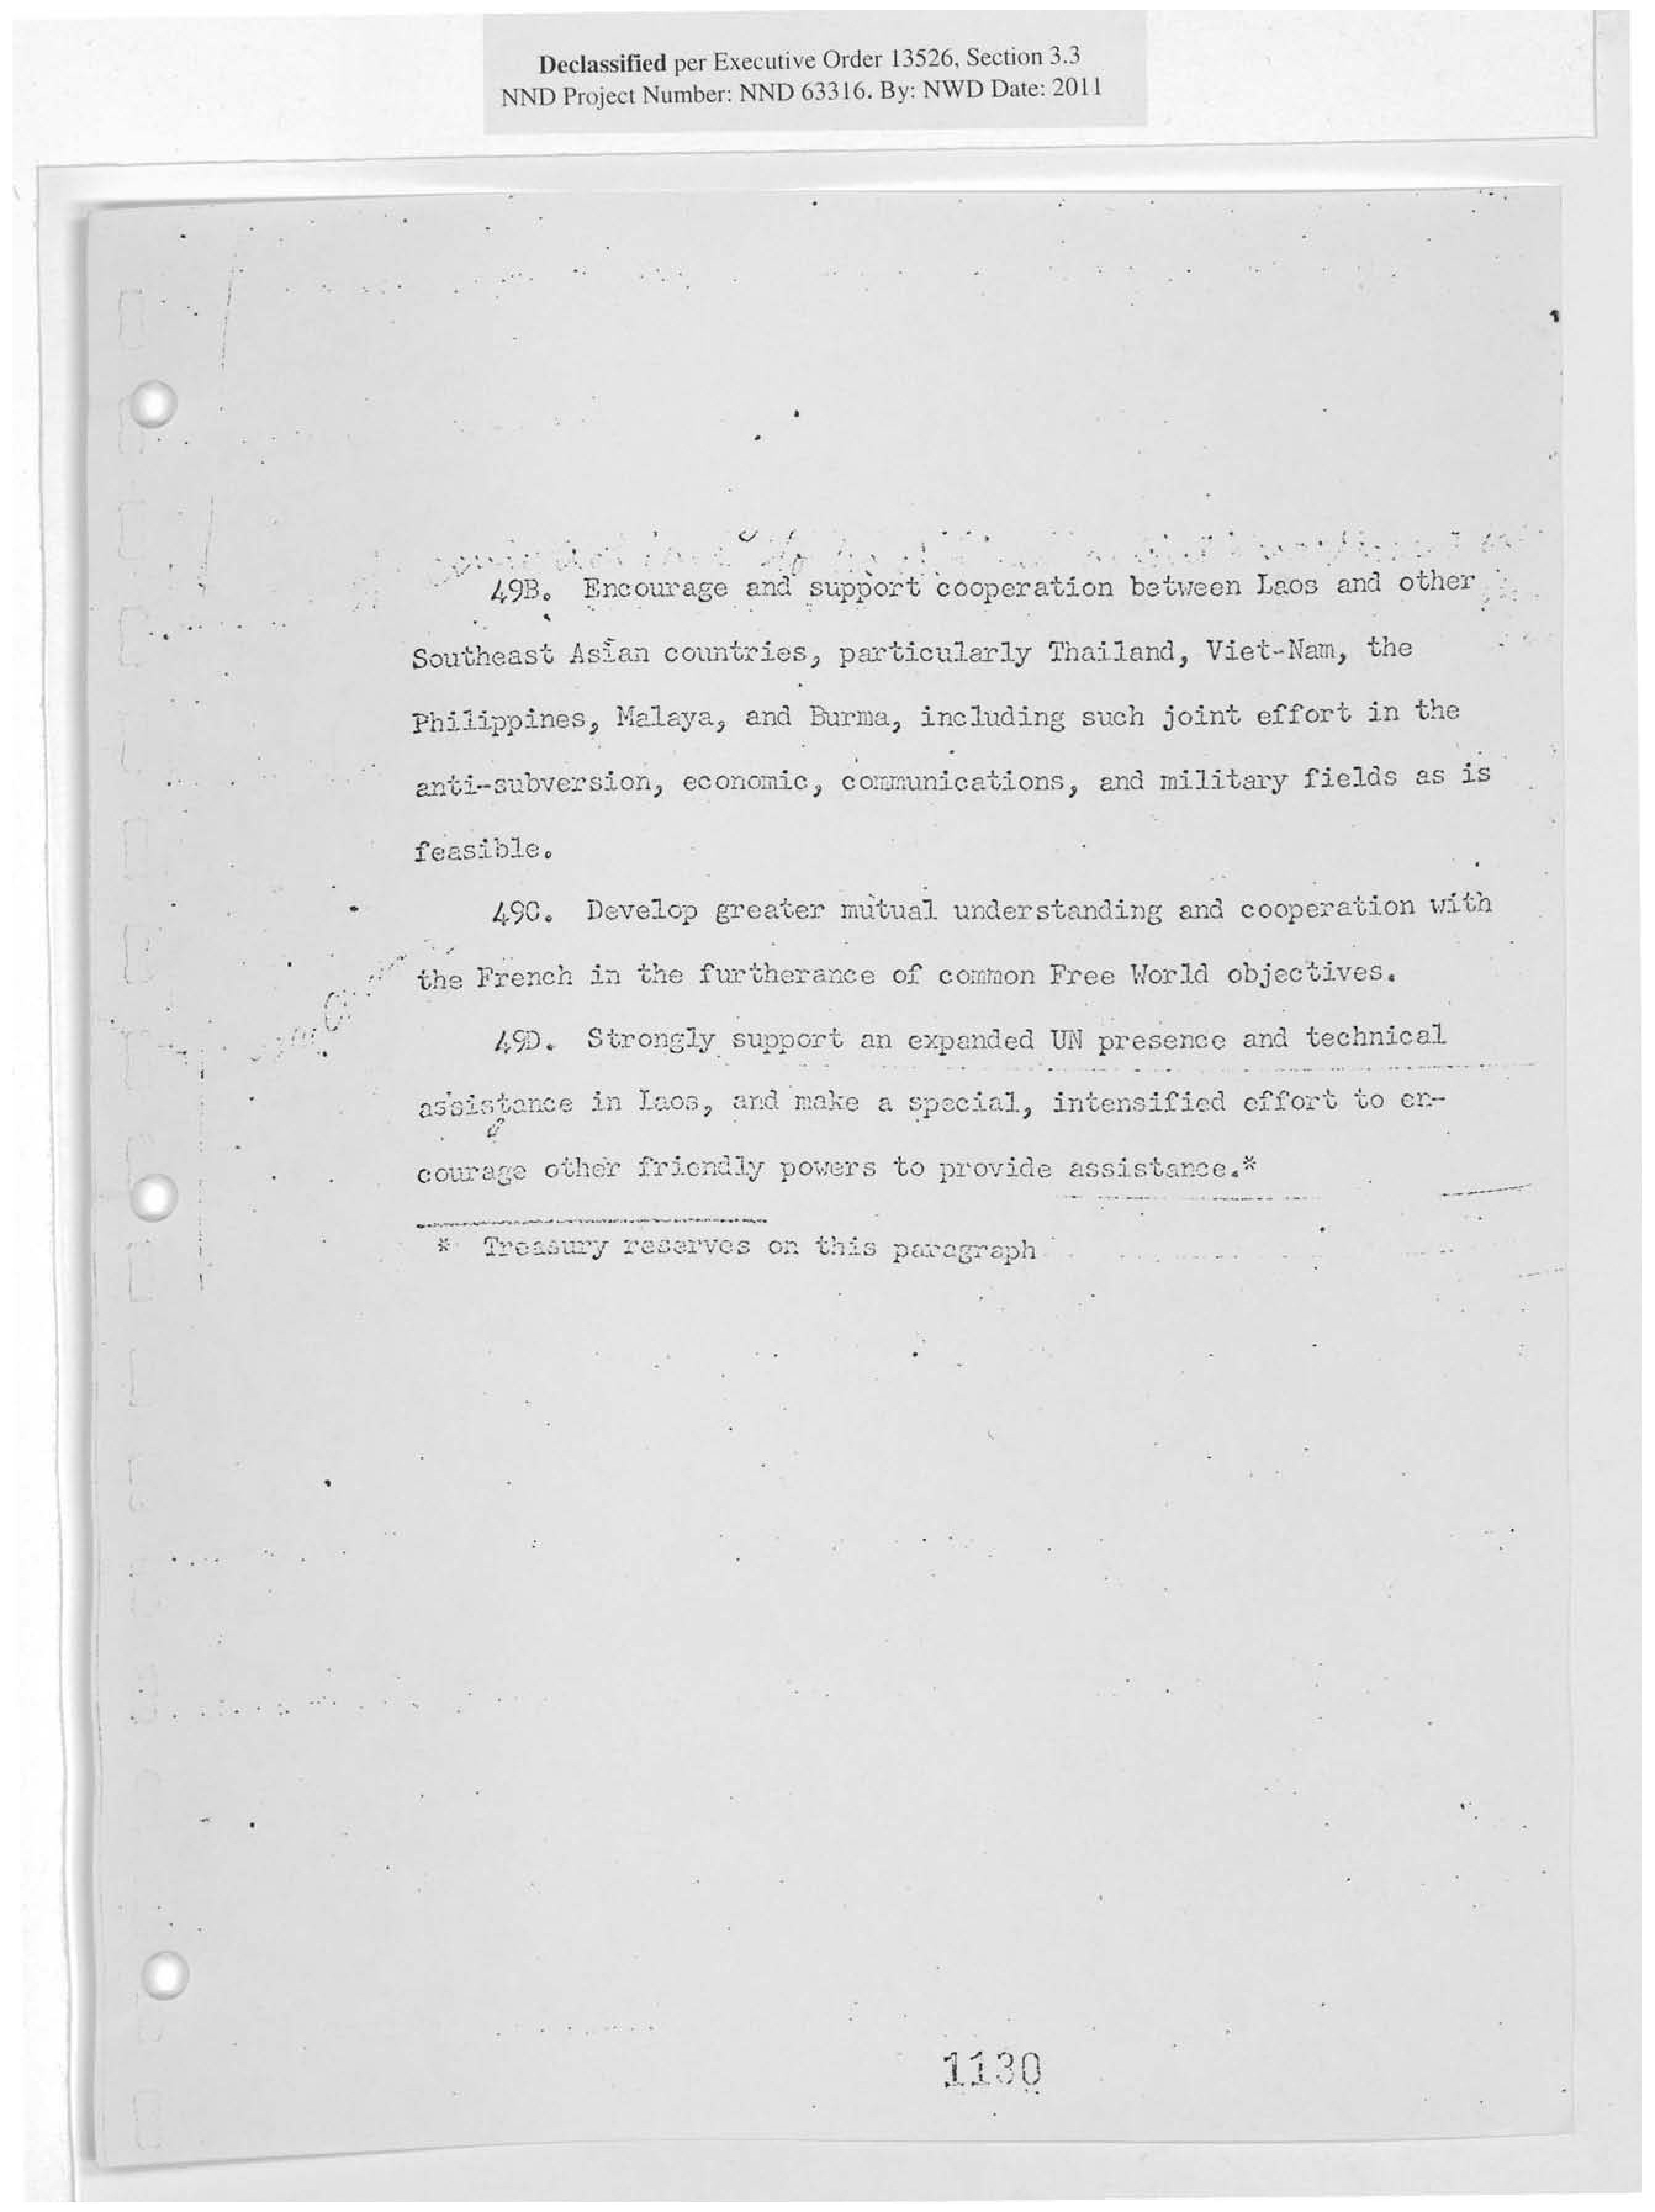 Declassified per Executive Order 13526, Section 3.3
NND Project Number: NND 63316. By: NWD Date: 2011
49B. Encourage and support cooperation between Laos and other
Southeast Asian countries, particularly Thailand, Viet-Nam, the
Philippines, Malaya, and Burma, including such joint effort in the
anti-subversion, economic, communications, and military fields as is
feasible.
49C. Develop greater mutual understanding and cooperation with
the French in the furtherance of common Free World objectives.
49D. Strongly support an expanded UN presence and technical
assistance in Laos, and make a special, intensified effort to en-
courage other friendly powers to provide assistance.*
* Treasury reserves on this paragraph
1130